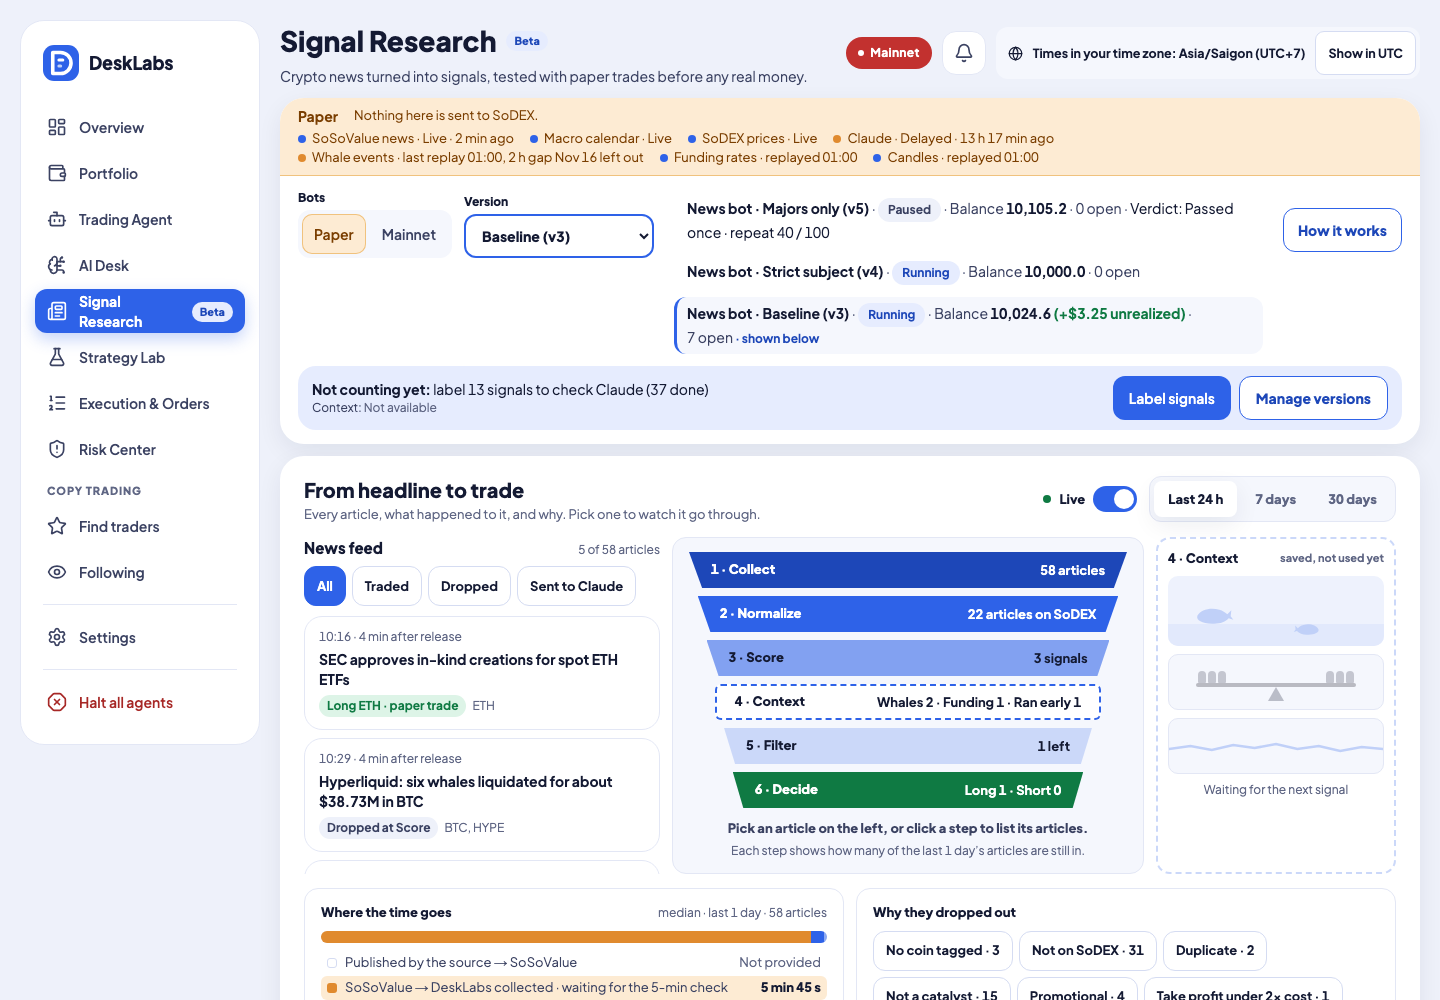 DeskLabs
Overview
Portfolio
Trading Agent
AI Desk
Signal Research
Beta
Strategy Lab
Execution & Orders
Risk Center
COPY TRADING
Find traders
Following
Settings
Halt all agents
Signal Research Beta
Crypto news turned into signals, tested with paper trades before any real money.
Mainnet
Times in your time zone: Asia/Saigon (UTC+7)
Show in UTC
Paper Nothing here is sent to SoDEX.
SoSoValue news · Live · 2 min ago Macro calendar · Live SoDEX prices · Live Claude · Delayed · 13 h 17 min ago
Whale events · last replay 01:00, 2 h gap Nov 16 left out Funding rates · replayed 01:00 Candles · replayed 01:00
Bots
Paper Mainnet
Version
Baseline (v3)
News bot · Majors only (v5) · Paused · Balance 10,105.2 · 0 open · Verdict: Passed
once · repeat 40 / 100
News bot · Strict subject (v4) · Running · Balance 10,000.0 · 0 open
News bot · Baseline (v3) · Running · Balance 10,024.6 (+$3.25 unrealized) ·
7 open · shown below
How it works
Not counting yet: label 13 signals to check Claude (37 done)
Context: Not available
Label signals
Manage versions
From headline to trade
Every article, what happened to it, and why. Pick one to watch it go through.
Live
Last 24 h 7 days 30 days
News feed 5 of 58 articles
All Traded Dropped Sent to Claude
10:16 · 4 min after release
SEC approves in-kind creations for spot ETH
ETFs
Long ETH · paper trade ETH
10:29 · 4 min after release
Hyperliquid: six whales liquidated for about
$38.73M in BTC
Dropped at Score BTC, HYPE
1 · Collect 58 articles
2 · Normalize 22 articles on SoDEX
3 · Score 3 signals
4 · Context Whales 2 · Funding 1 · Ran early 1
5 · Filter 1 left
6 · Decide Long 1 · Short 0
Pick an article on the left, or click a step to list its articles.
Each step shows how many of the last 1 day's articles are still in.
4 · Context saved, not used yet
Waiting for the next signal
Where the time goes median · last 1 day · 58 articles
Published by the source → SoSoValue Not provided
SoSoValue → DeskLabs collected · waiting for the 5-min check 5 min 45 s
Why they dropped out
No coin tagged · 3 Not on SoDEX · 31 Duplicate · 2
Not a catalyst · 15 Promotional · 4 Take profit under 2× cost · 1